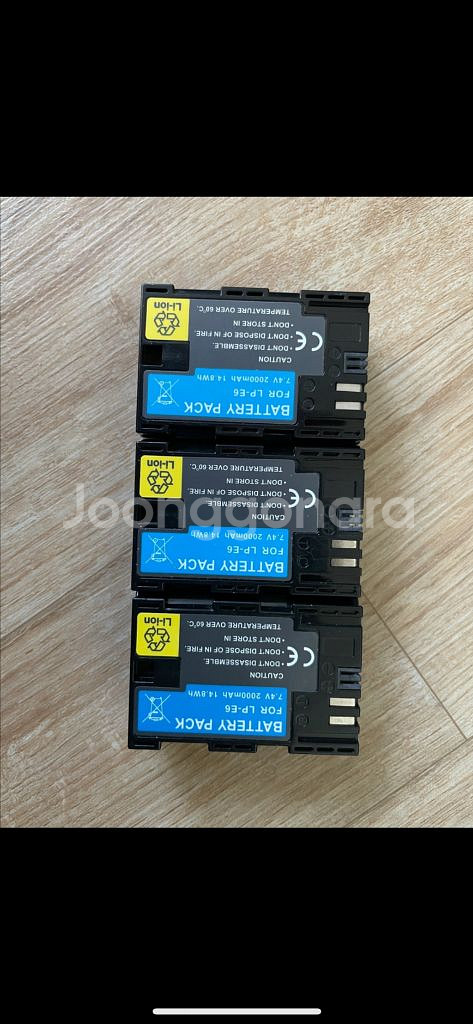 BATTERY PACK
FOR LP-E6
7.4V 2000mAh 14.8Wh
CAUTION
• DON'T DISASSEMBLE.
• DON'T DISPOSE OF IN FIRE.
• DON'T STORE IN
TEMPERATURE OVER 60°C.
CE
Li-ion
BATTERY PACK
FOR LP-E6
7.4V 2000mAh 14.8Wh
CAUTION
• DON'T DISASSEMBLE.
• DON'T DISPOSE OF IN FIRE.
• DON'T STORE IN
TEMPERATURE OVER 60°C.
CE
Li-ion
joonggonara
BATTERY PACK
FOR LP-E6
7.4V 2000mAh 14.8Wh
CAUTION
• DON'T DISASSEMBLE.
• DON'T DISPOSE OF IN FIRE.
• DON'T STORE IN
TEMPERATURE OVER 60°C.
CE
Li-ion